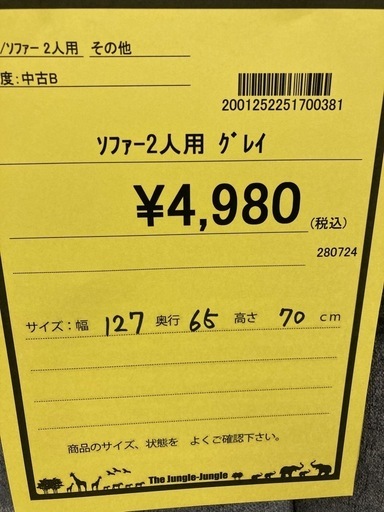 /ソファー 2人用 その他
度:中古B
2001252251700381
ソファー2人用 グレイ
¥4,980
(税込)
280724
サイズ:幅 127 奥行 65 高さ 70 cm
商品のサイズ、状態を よくご確認下さい。
The Jungle-Jungle